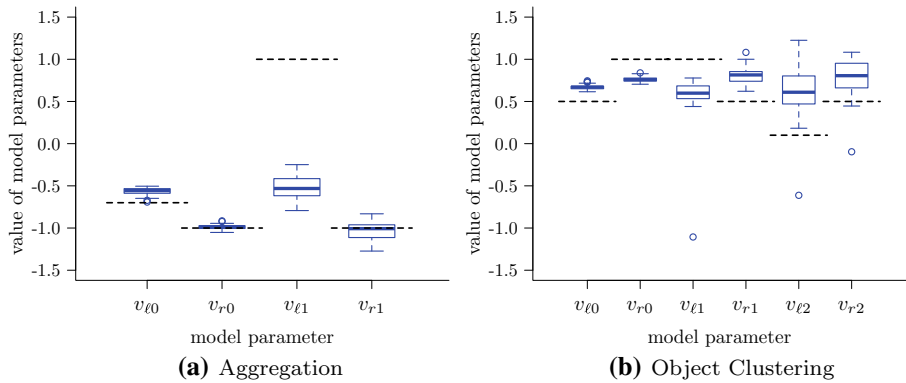 value of model parameters
1.5
1.0
0.5
0.0
-0.5
-1.0
-1.5
vℓ0 vr0 vℓ1 vr1
model parameter
(a) Aggregation
value of model parameters
1.5
1.0
0.5
0.0
-0.5
-1.0
-1.5
vℓ0 vr0 vℓ1 vr1 vℓ2 vr2
model parameter
(b) Object Clustering